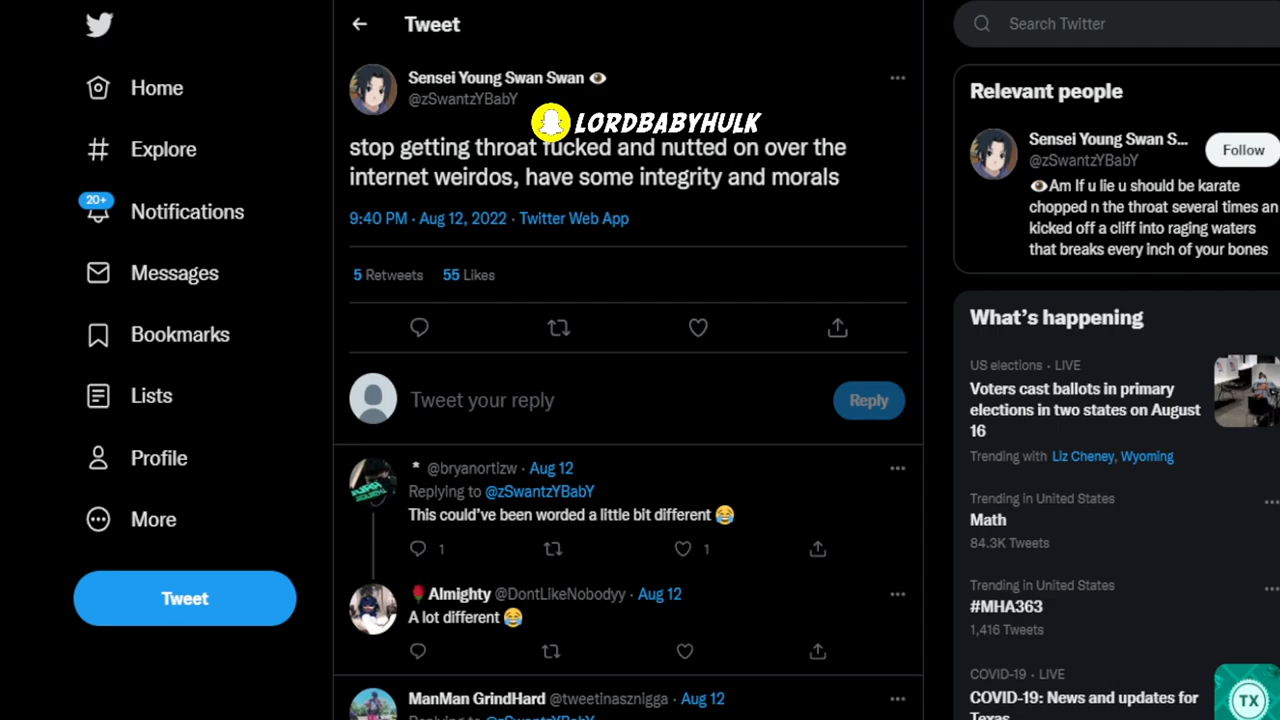 Tweet
Search Twitter
Home
Explore
20+
Notifications
Messages
Bookmarks
Lists
Profile
More
Tweet
Sensei Young Swan Swan 👁
@zSwantzYBabY
LORDBABYHULK
stop getting throat fucked and nutted on over the
internet weirdos, have some integrity and morals
9:40 PM · Aug 12, 2022 · Twitter Web App
5 Retweets 55 Likes
Tweet your reply
Reply
* @bryanortizw · Aug 12
Replying to @zSwantzYBabY
This could've been worded a little bit different 😂
1 1
🌹Almighty @DontLikeNobodyy · Aug 12
A lot different 😂
ManMan GrindHard @tweetinasznigga · Aug 12
Replying to @zSwantzYBabY
Relevant people
Sensei Young Swan S...
@zSwantzYBabY
Follow
👁Am If u lie u should be karate
chopped n the throat several times an
kicked off a cliff into raging waters
that breaks every inch of your bones
What's happening
US elections · LIVE
Voters cast ballots in primary
elections in two states on August
16
Trending with Liz Cheney, Wyoming
Trending in United States
Math
84.3K Tweets
Trending in United States
#MHA363
1,416 Tweets
COVID-19 · LIVE
COVID-19: News and updates for
Texas
TX